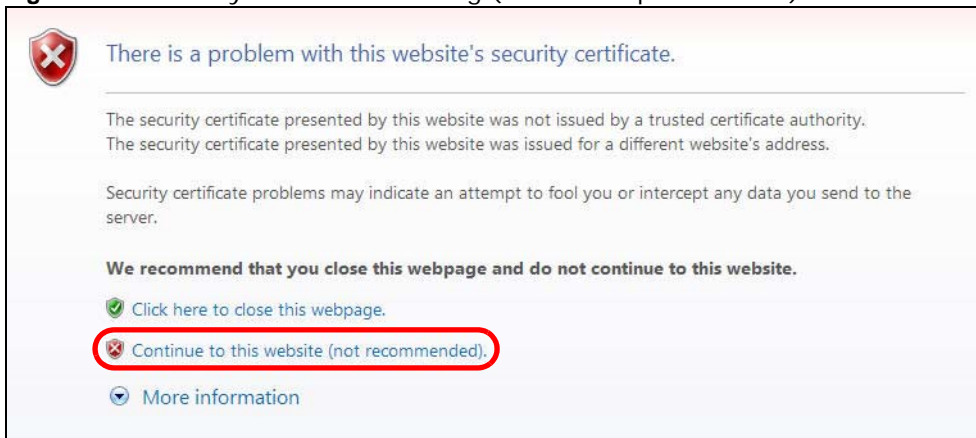 There is a problem with this website's security certificate.
The security certificate presented by this website was not issued by a trusted certificate authority.
The security certificate presented by this website was issued for a different website's address.
Security certificate problems may indicate an attempt to fool you or intercept any data you send to the
server.
We recommend that you close this webpage and do not continue to this website.
Click here to close this webpage.
Continue to this website (not recommended).
More information